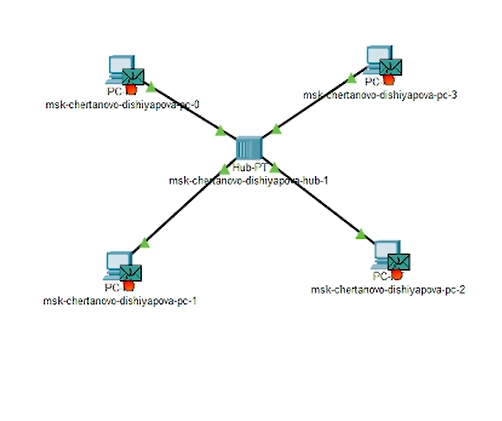 PC
msk-chertanovo-dishiyapova-pc-0
PC
msk-chertanovo-dishiyapova-pc-3
Hub-PT
msk-chertanovo-dishiyapova-hub-1
PC
msk-chertanovo-dishiyapova-pc-1
PC-
msk-chertanovo-dishiyapova-pc-2